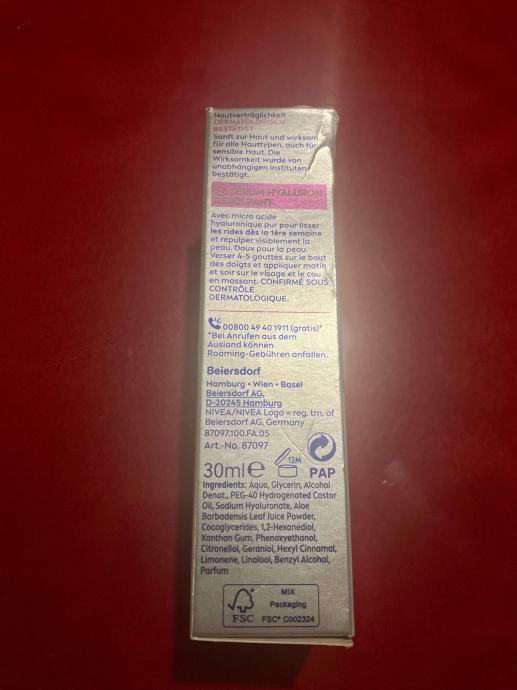 Hautverträglichkeit
DERMATOLOGISCH
BESTÄTIGT
Sanft zur Haut und wirksam
für alle Hauttypen, auch für
sensible Haut. Die
Wirksamkeit wurde von
unabhängigen Instituten
bestätigt.
SÉRUM HYALURON
REPULPANT
Avec micro acide
hyaluronique pur pour lisser
les rides dès la 1ère semaine
et repulper visiblement la
peau. Doux pour la peau.
Verser 4-5 gouttes sur le bout
des doigts et appliquer matin
et soir sur le visage et le cou
en massant. CONFIRMÉ SOUS
CONTRÔLE
DERMATOLOGIQUE.
00800 49 40 1911 (gratis)*
*Bei Anrufen aus dem
Ausland können
Roaming-Gebühren anfallen.
Beiersdorf
Hamburg • Wien • Basel
Beiersdorf AG,
D-20245 Hamburg
NIVEA/NIVEA Logo = reg. tm. of
Beiersdorf AG, Germany
87097.100.FA.05
Art.-No. 87097
30ml e 12M PAP
Ingredients: Aqua, Glycerin, Alcohol
Denat., PEG-40 Hydrogenated Castor
Oil, Sodium Hyaluronate, Aloe
Barbadensis Leaf Juice Powder,
Cocoglycerides, 1,2-Hexanediol,
Xanthan Gum, Phenoxyethanol,
Citronellol, Geraniol, Hexyl Cinnamal,
Limonene, Linalool, Benzyl Alcohol,
Parfum
MIX
Packaging
FSC FSC® C002324